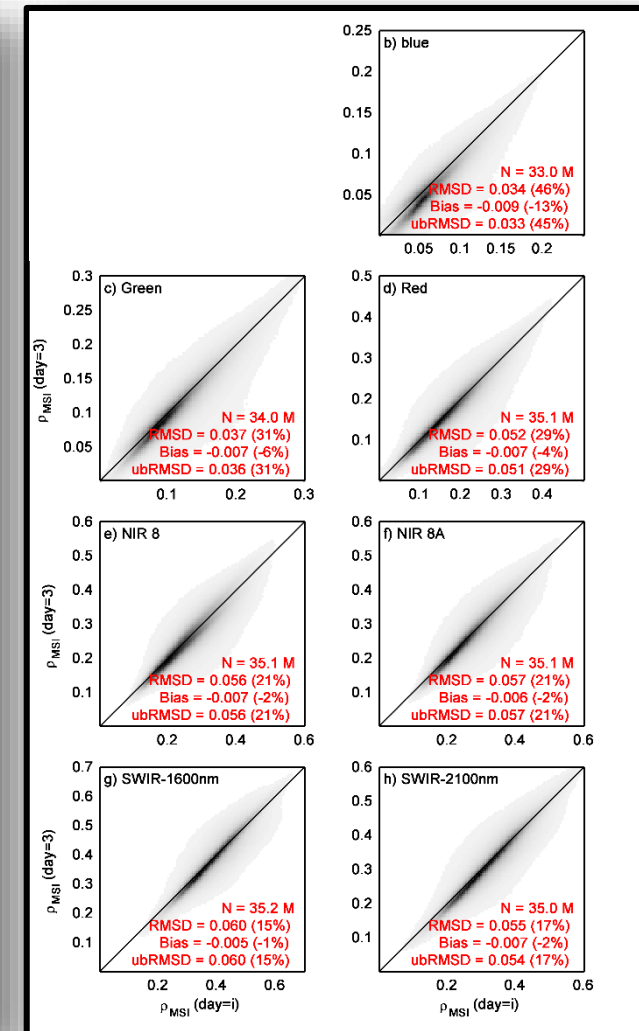 b) blue
0.25
0.2
0.15
0.1
0.05
N = 33.0 M
RMSD = 0.034 (46%)
Bias = -0.009 (-13%)
ubRMSD = 0.033 (45%)
0.05 0.1 0.15 0.2
c) Green
0.3
0.25
0.2
0.15
0.1
0.05
ρMSI (day=3)
N = 34.0 M
RMSD = 0.037 (31%)
Bias = -0.007 (-6%)
ubRMSD = 0.036 (31%)
0.1 0.2 0.3
d) Red
0.5
0.4
0.3
0.2
0.1
N = 35.1 M
RMSD = 0.052 (29%)
Bias = -0.007 (-4%)
ubRMSD = 0.051 (29%)
0.1 0.2 0.3 0.4
e) NIR 8
0.6
0.5
0.4
0.3
0.2
0.1
ρMSI (day=3)
N = 35.1 M
RMSD = 0.056 (21%)
Bias = -0.007 (-2%)
ubRMSD = 0.056 (21%)
0.2 0.4 0.6
f) NIR 8A
0.6
0.5
0.4
0.3
0.2
0.1
N = 35.1 M
RMSD = 0.057 (21%)
Bias = -0.006 (-2%)
ubRMSD = 0.057 (21%)
0.2 0.4 0.6
g) SWIR-1600nm
0.7
0.6
0.5
0.4
0.3
0.2
0.1
ρMSI (day=3)
N = 35.2 M
RMSD = 0.060 (15%)
Bias = -0.005 (-1%)
ubRMSD = 0.060 (15%)
0.2 0.4 0.6
ρMSI (day=i)
h) SWIR-2100nm
0.6
0.5
0.4
0.3
0.2
0.1
N = 35.0 M
RMSD = 0.055 (17%)
Bias = -0.007 (-2%)
ubRMSD = 0.054 (17%)
0.2 0.4 0.6
ρMSI (day=i)